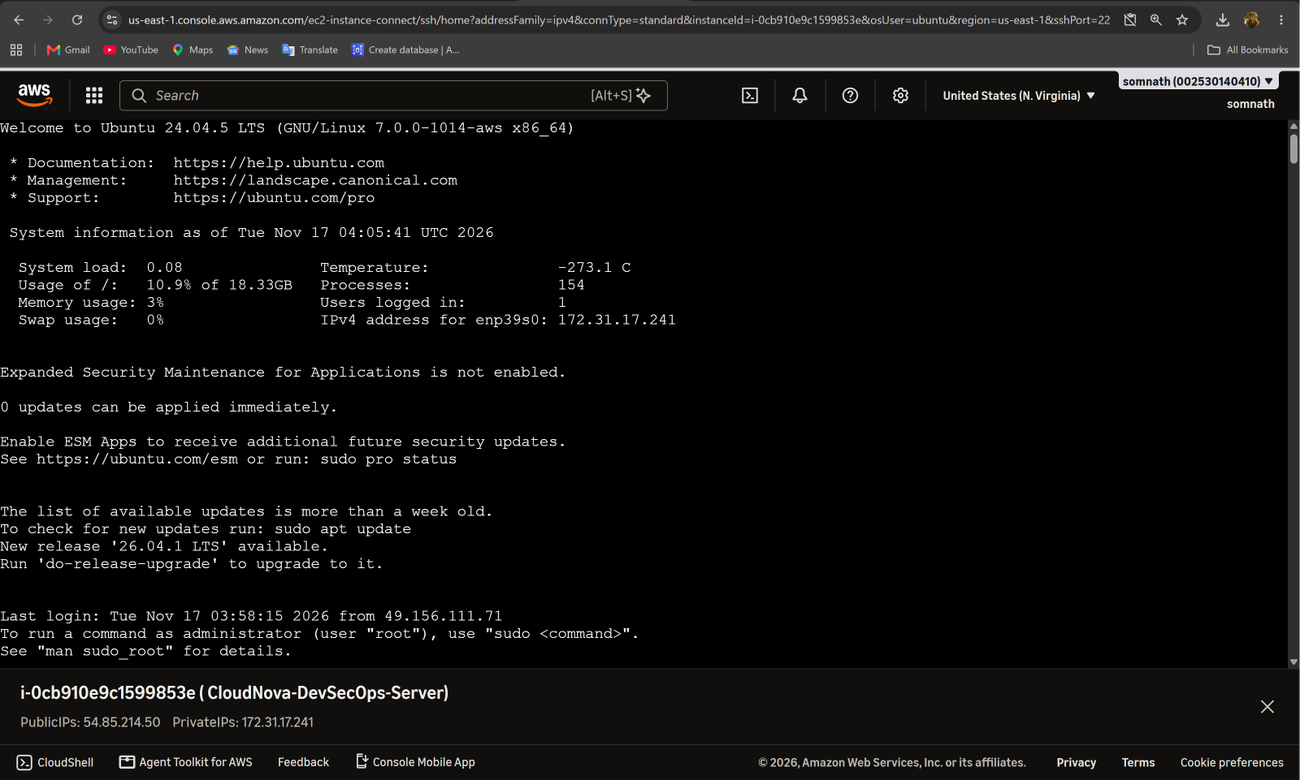 us-east-1.console.aws.amazon.com/ec2-instance-connect/ssh/home?addressFamily=ipv4&connType=standard&instanceId=i-0cb910e9c1599853e&osUser=ubuntu&region=us-east-1&sshPort=22
Gmail YouTube Maps News Translate Create database | A... All Bookmarks
aws Search [Alt+S] United States (N. Virginia) ▼ somnath (002530140410) ▼
somnath
Welcome to Ubuntu 24.04.5 LTS (GNU/Linux 7.0.0-1014-aws x86_64)
* Documentation: https://help.ubuntu.com
* Management: https://landscape.canonical.com
* Support: https://ubuntu.com/pro
System information as of Tue Nov 17 04:05:41 UTC 2026
System load: 0.08 Temperature: -273.1 C
Usage of /: 10.9% of 18.33GB Processes: 154
Memory usage: 3% Users logged in: 1
Swap usage: 0% IPv4 address for enp39s0: 172.31.17.241
Expanded Security Maintenance for Applications is not enabled.
0 updates can be applied immediately.
Enable ESM Apps to receive additional future security updates.
See https://ubuntu.com/esm or run: sudo pro status
The list of available updates is more than a week old.
To check for new updates run: sudo apt update
New release '26.04.1 LTS' available.
Run 'do-release-upgrade' to upgrade to it.
Last login: Tue Nov 17 03:58:15 2026 from 49.156.111.71
To run a command as administrator (user "root"), use "sudo <command>".
See "man sudo_root" for details.
i-0cb910e9c1599853e ( CloudNova-DevSecOps-Server)
PublicIPs: 54.85.214.50 PrivateIPs: 172.31.17.241
CloudShell Agent Toolkit for AWS Feedback Console Mobile App © 2026, Amazon Web Services, Inc. or its affiliates. Privacy Terms Cookie preferences